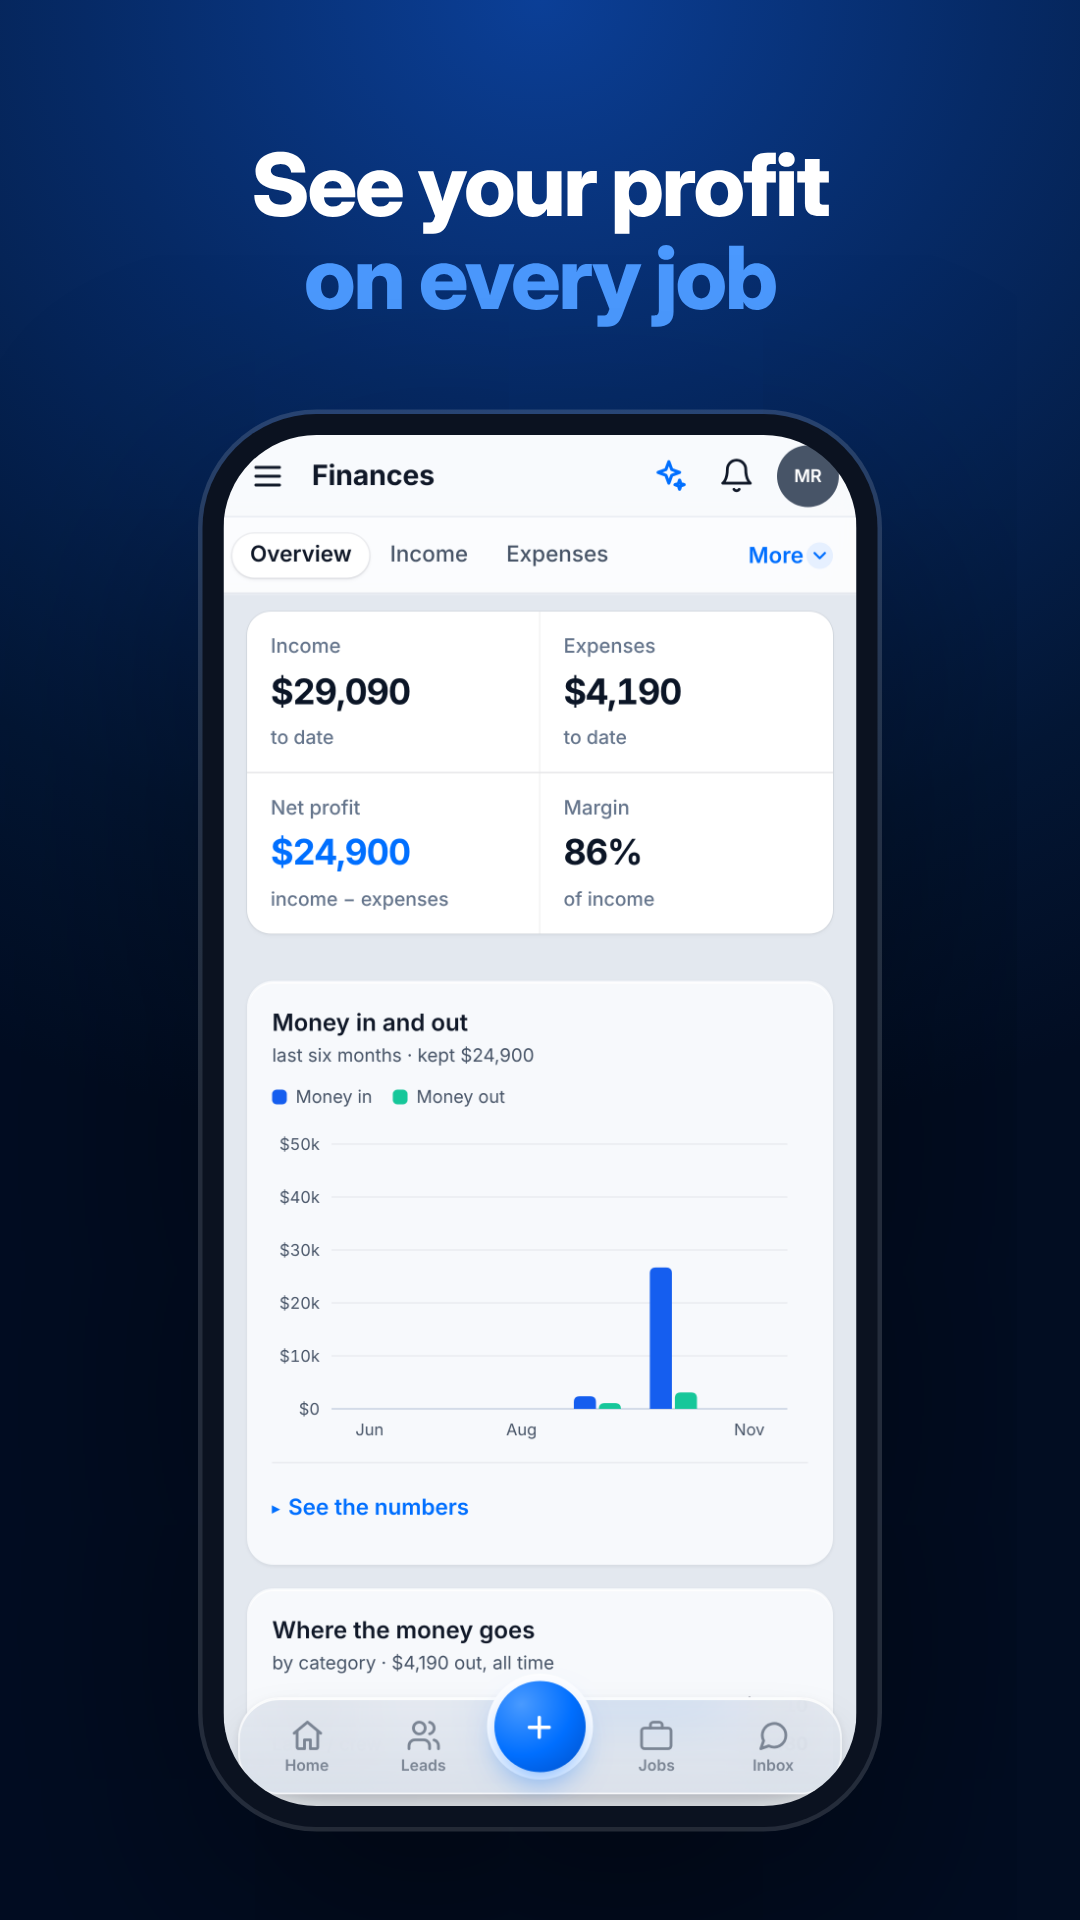 See your profit
on every job
Finances
MR
Overview Income Expenses More
Income
$29,090
to date
Expenses
$4,190
to date
Net profit
$24,900
income – expenses
Margin
86%
of income
Money in and out
last six months · kept $24,900
Money in Money out
$50k
$40k
$30k
$20k
$10k
$0
Jun Aug Nov
▸ See the numbers
Where the money goes
by category · $4,190 out, all time
Home Leads + Jobs Inbox